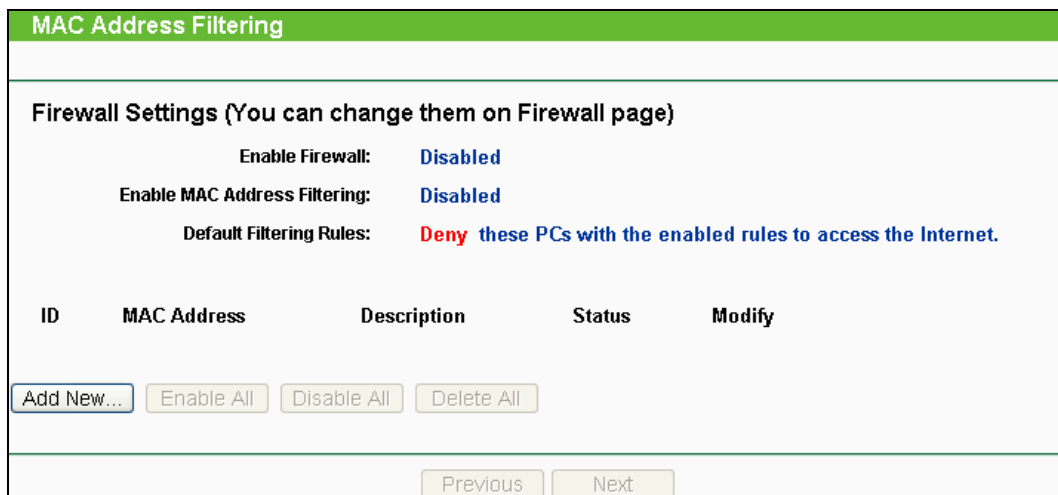 MAC Address Filtering
Firewall Settings (You can change them on Firewall page)
Enable Firewall: Disabled
Enable MAC Address Filtering: Disabled
Default Filtering Rules: Deny these PCs with the enabled rules to access the Internet.
ID MAC Address Description Status Modify
Add New... Enable All Disable All Delete All
Previous Next